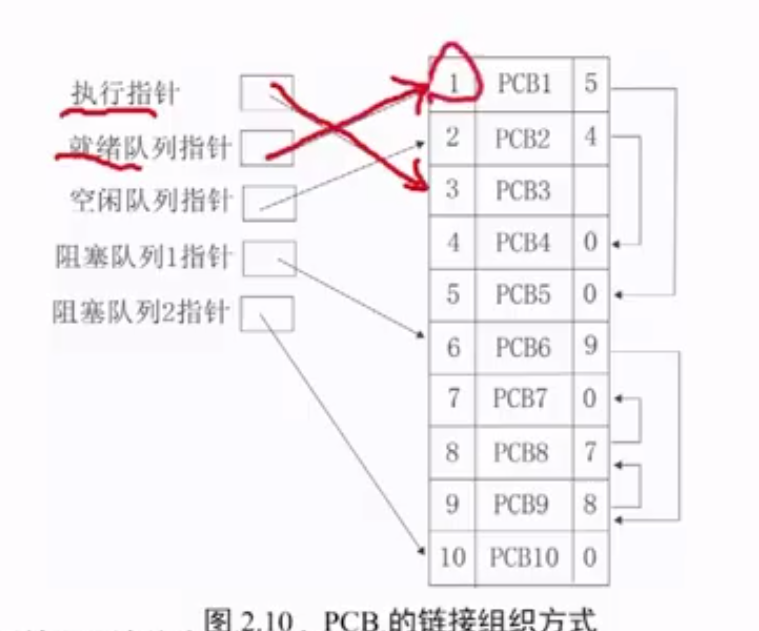 执行指针
就绪队列指针
空闲队列指针
阻塞队列1指针
阻塞队列2指针
1 PCB1 5
2 PCB2 4
3 PCB3
4 PCB4 0
5 PCB5 0
6 PCB6 9
7 PCB7 0
8 PCB8 7
9 PCB9 8
10 PCB10 0
图 2.10 PCB 的链接组织方式